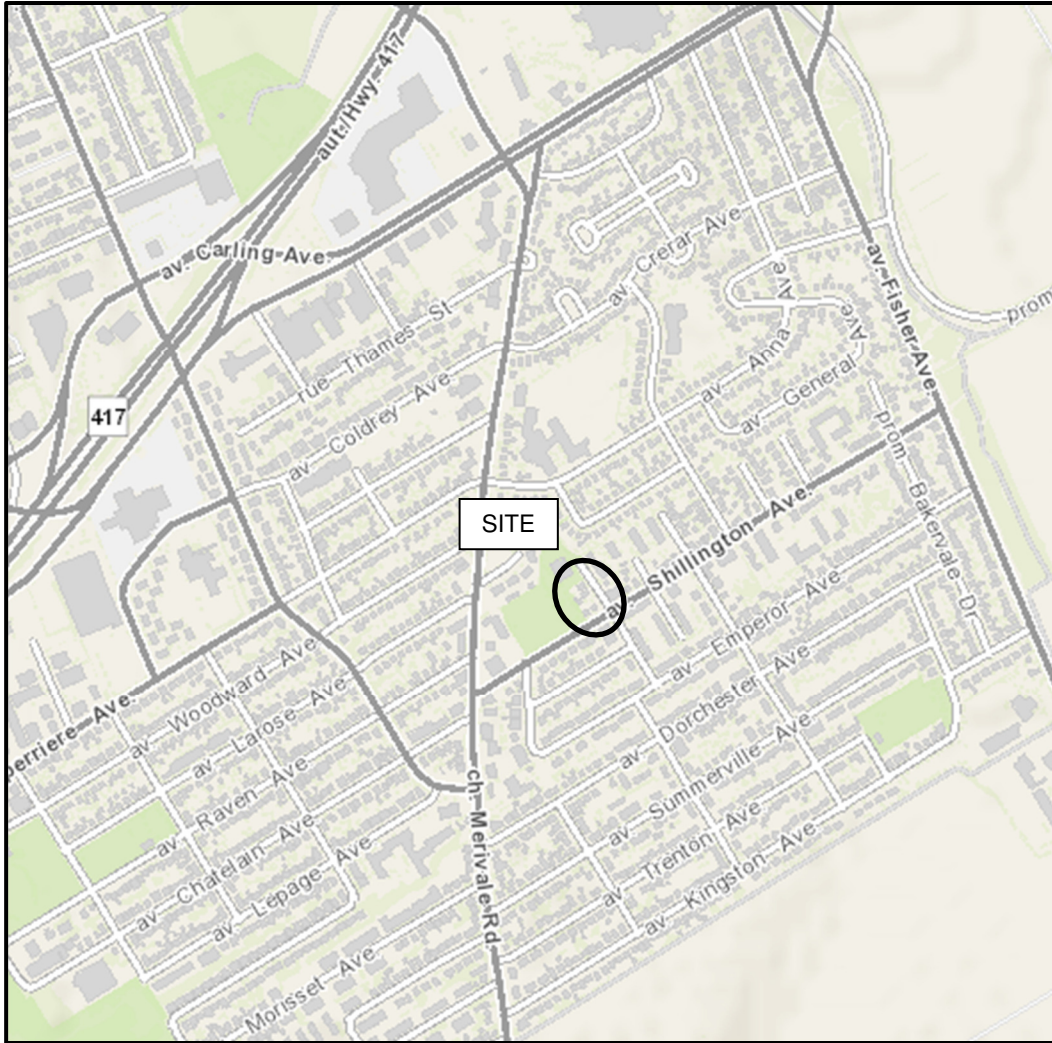 aut./Hwy. 417
av. Carling Ave.
av. Crerar Ave
av. Fisher Ave.
prom
rue Thames St
av Anna Ave
av General Ave
417
av Coldrey Ave
prom Bakervale Dr
SITE
av. Shillington Ave.
av Emperor Ave
perriere Ave.
av Woodward Ave
av Larose Ave
av Dorchester Ave
av Raven Ave
av Summerville Ave
ch. Merivale Rd.
av Chatelain Ave
av Trenton Ave
av Lepage Ave
av Kingston Ave
Morisset Ave